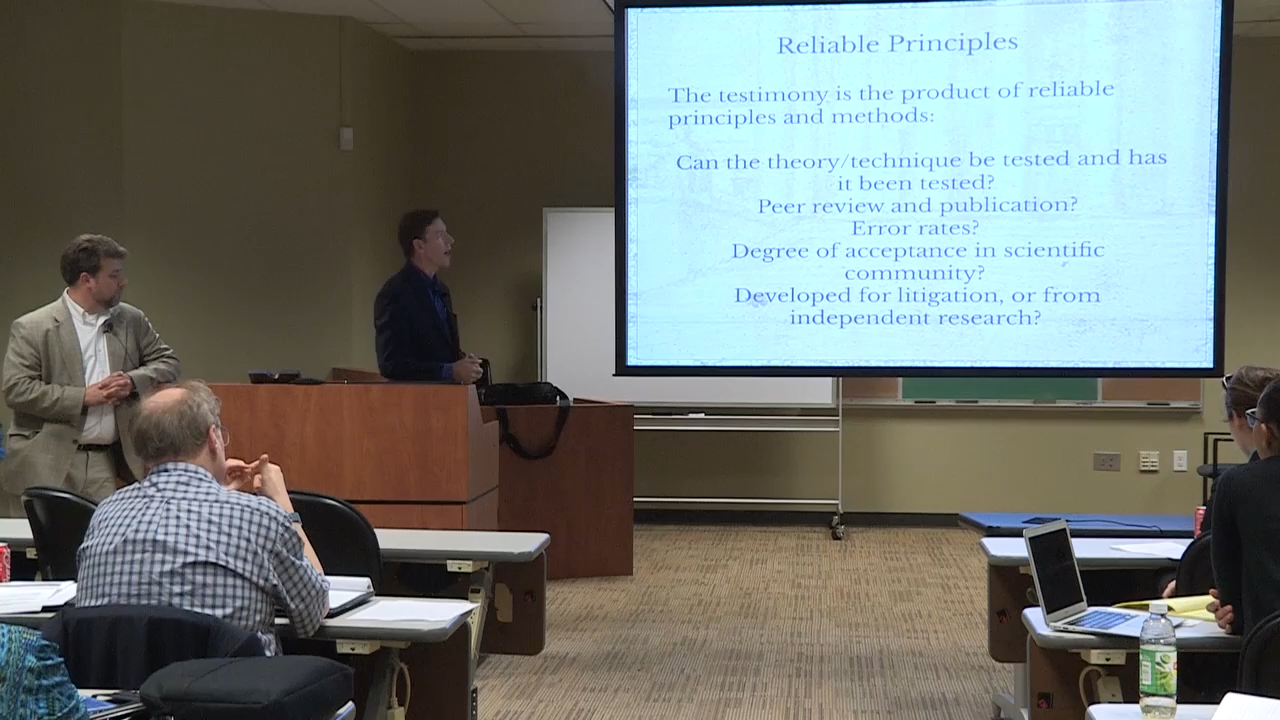 Reliable Principles
The testimony is the product of reliable
principles and methods:
Can the theory/technique be tested and has
it been tested?
Peer review and publication?
Error rates?
Degree of acceptance in scientific
community?
Developed for litigation, or from
independent research?